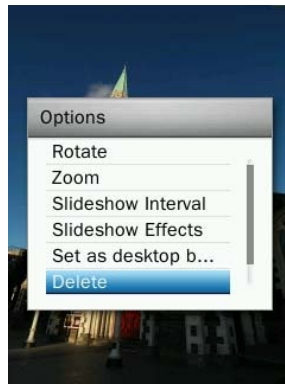 Options
Rotate
Zoom
Slideshow Interval
Slideshow Effects
Set as desktop b...
Delete